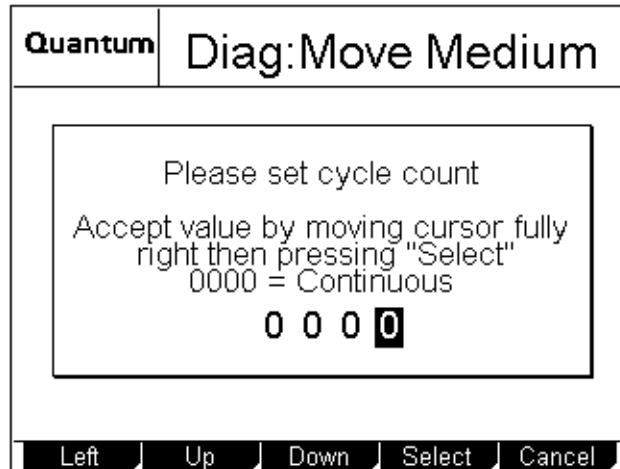 Quantum
Diag:Move Medium
Please set cycle count
Accept value by moving cursor fully
right then pressing "Select"
0000 = Continuous
0 0 0 0
Left Up Down Select Cancel